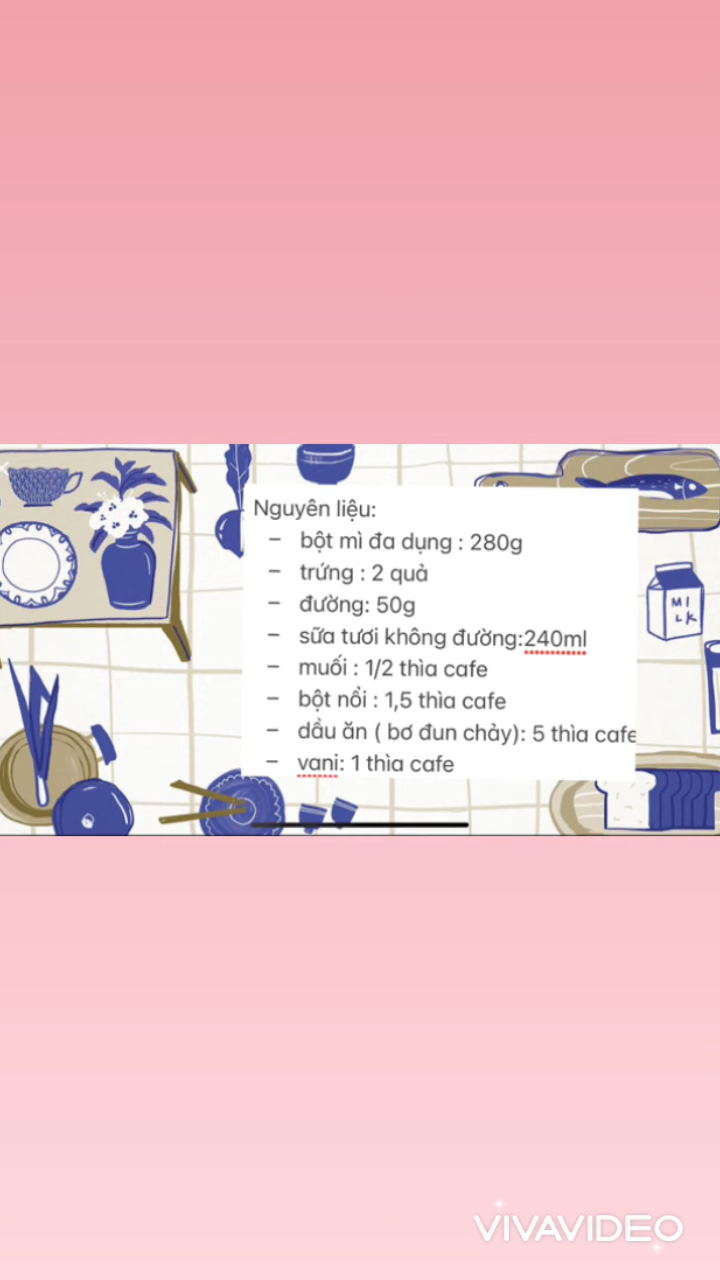 Nguyên liệu:
– bột mì đa dụng : 280g
– trứng : 2 quả
– đường: 50g
– sữa tươi không đường:240ml
– muối : 1/2 thìa cafe
– bột nổi : 1,5 thìa cafe
– dầu ăn ( bơ đun chảy): 5 thìa cafe
– vani: 1 thìa cafe
MI
LK
VIVAVIDEO